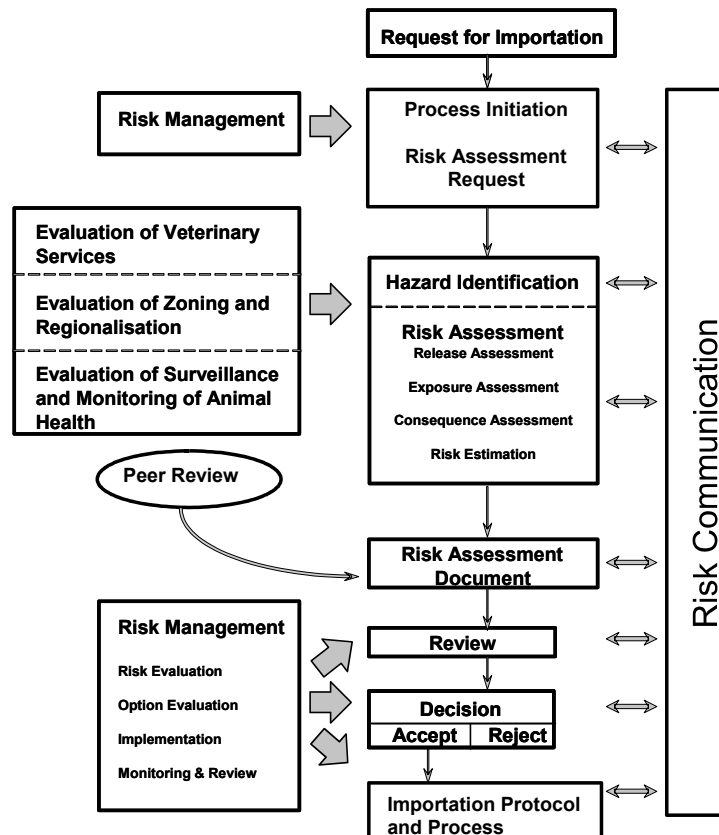 Request for Importation
Risk Management
Process Initiation
Risk Assessment
Request
Evaluation of Veterinary
Services
Evaluation of Zoning and
Regionalisation
Evaluation of Surveillance
and Monitoring of Animal
Health
Hazard Identification
Risk Assessment
Release Assessment
Exposure Assessment
Consequence Assessment
Risk Estimation
Peer Review
Risk Assessment
Document
Risk Management
Risk Evaluation
Option Evaluation
Implementation
Monitoring & Review
Review
Decision
Accept Reject
Importation Protocol
and Process
Risk Communication